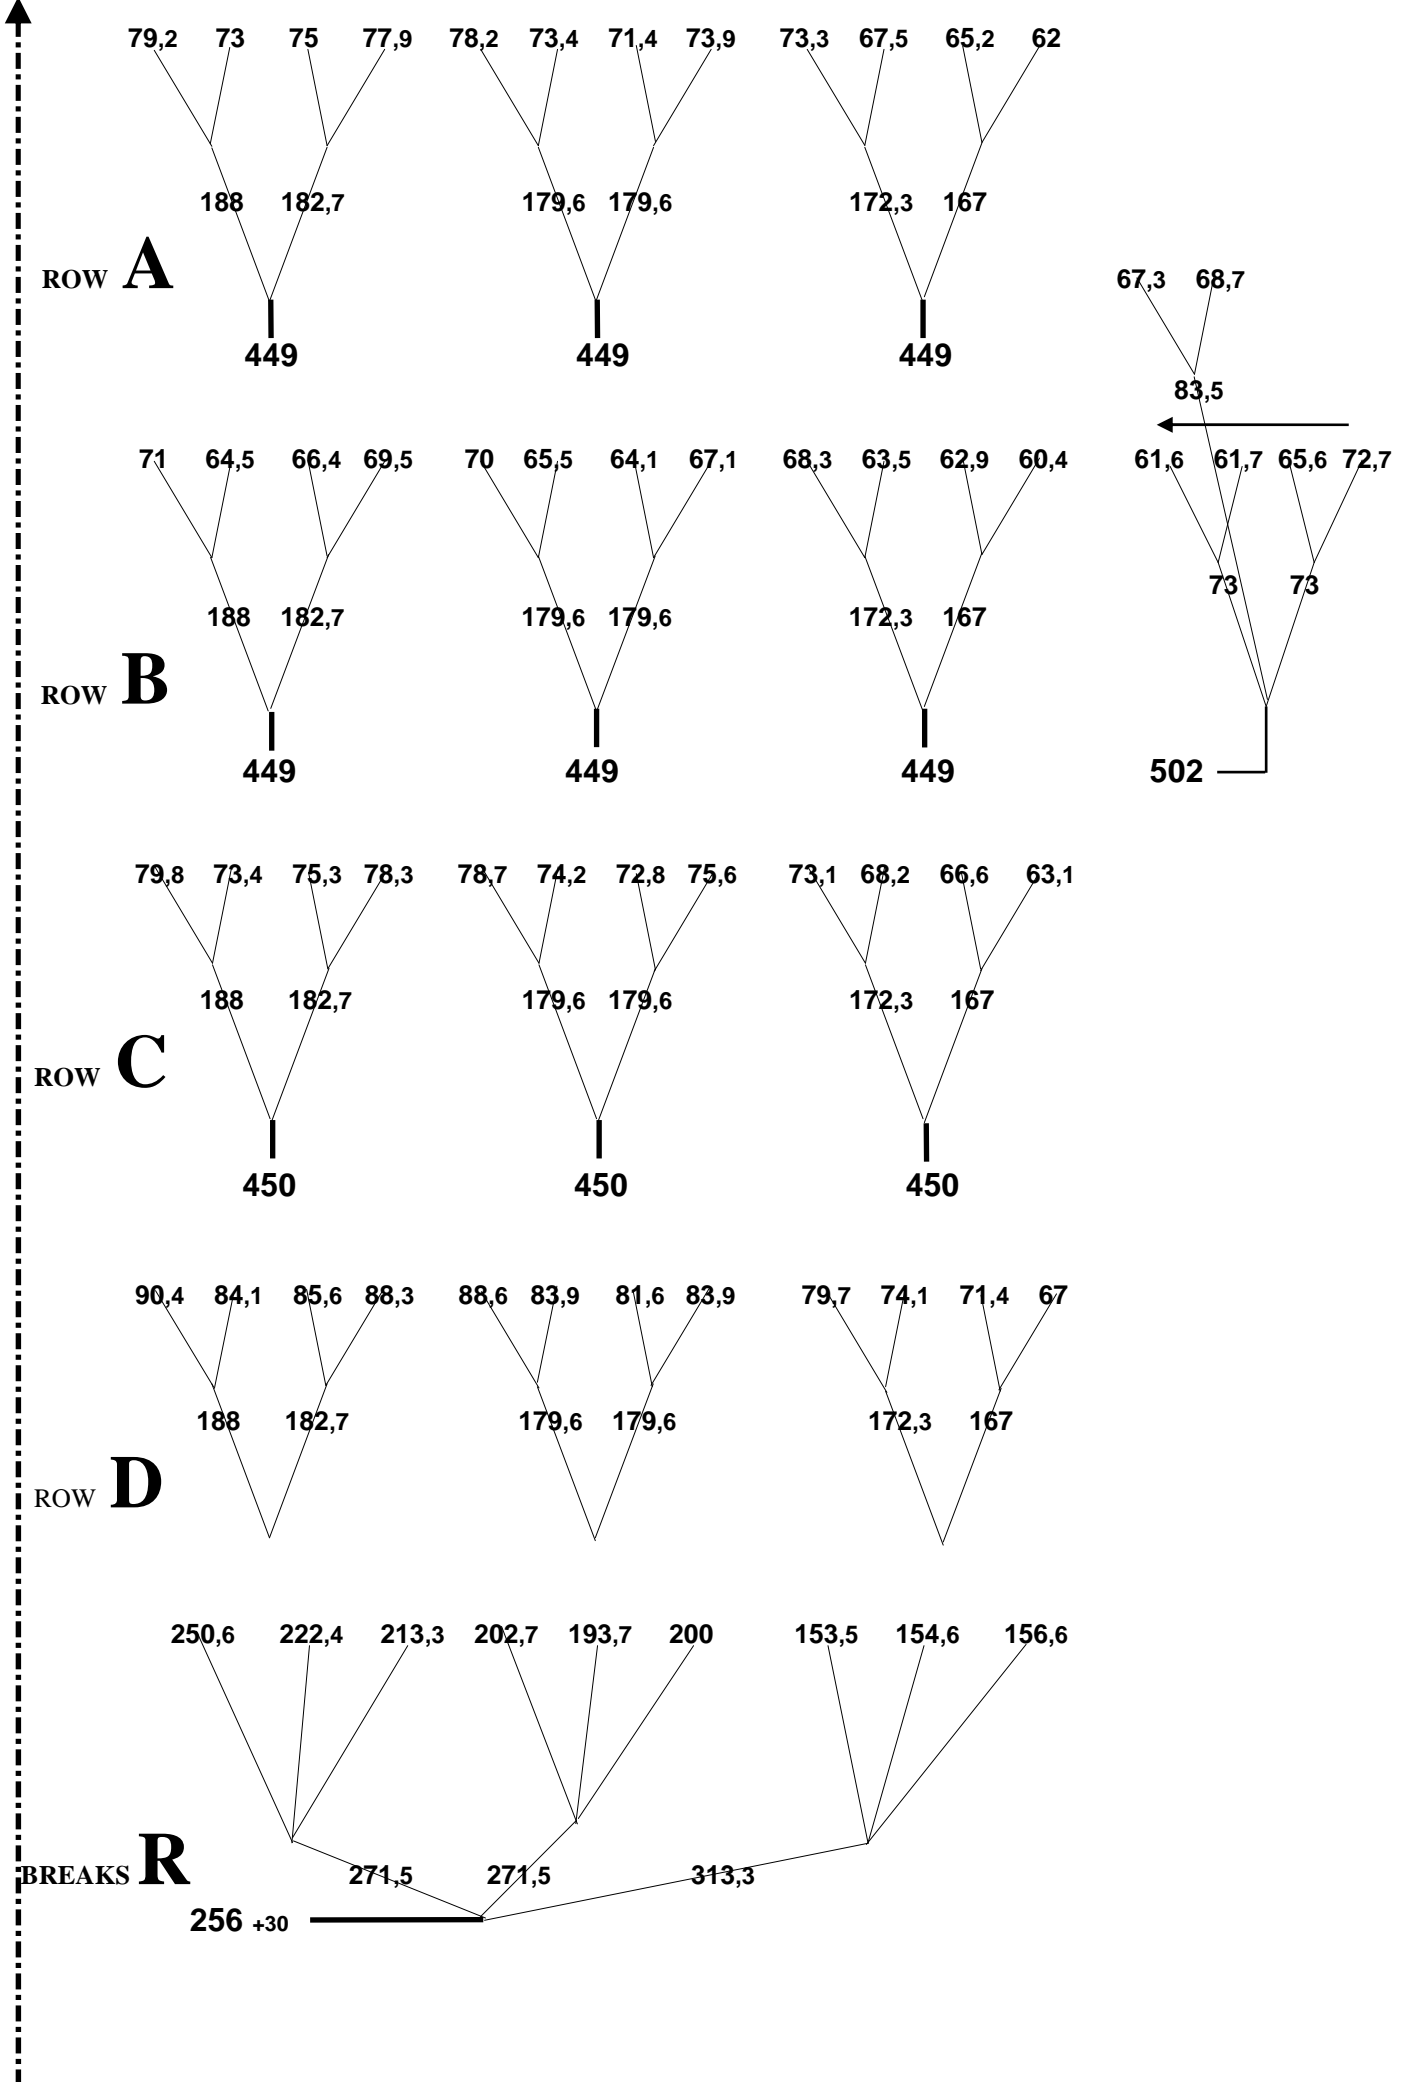 79,2 73 75 77,9 78,2 73,4 71,4 73,9 73,3 67,5 65,2 62
188 182,7 179,6 179,6 172,3 167
ROW A
449 449 449
67,3 68,7
83,5
71 64,5 66,4 69,5 70 65,5 64,1 67,1 68,3 63,5 62,9 60,4 61,6 61,7 65,6 72,7
73 73
188 182,7 179,6 179,6 172,3 167
ROW B
449 449 449 502
79,8 73,4 75,3 78,3 78,7 74,2 72,8 75,6 73,1 68,2 66,6 63,1
188 182,7 179,6 179,6 172,3 167
ROW C
450 450 450
90,4 84,1 85,6 88,3 88,6 83,9 81,6 83,9 79,7 74,1 71,4 67
188 182,7 179,6 179,6 172,3 167
ROW D
250,6 222,4 213,3 202,7 193,7 200 153,5 154,6 156,6
BREAKS R 271,5 271,5 313,3
256 +30